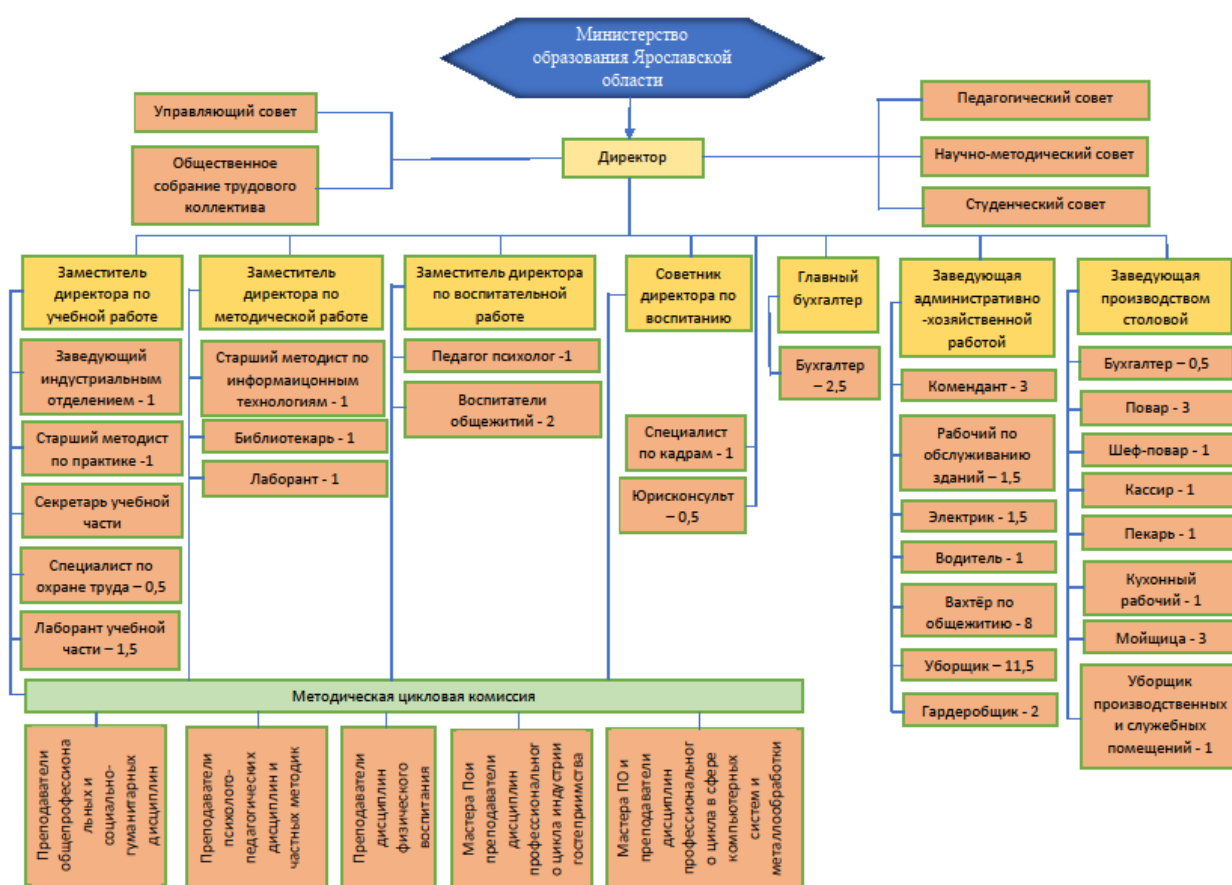 Министерство
образования Ярославской
области
Управляющий совет
Общественное
собрание трудового
коллектива
Директор
Педагогический совет
Научно-методический совет
Студенческий совет
Заместитель
директора по
учебной работе
Заведующий
индустриальным
отделением - 1
Старший методист
по практике -1
Секретарь учебной
части
Специалист по
охране труда – 0,5
Лаборант учебной
части – 1,5
Заместитель
директора по
методической работе
Старший методист по
информаицонным
технологиям - 1
Библиотекарь - 1
Лаборант - 1
Заместитель директора
по воспитательной
работе
Педагог психолог -1
Воспитатели
общежитий - 2
Советник
директора по
воспитанию
Специалист
по кадрам - 1
Юрисконсульт
– 0,5
Главный
бухгалтер
Бухгалтер
– 2,5
Заведующая
административно
-хозяйственной
работой
Комендант - 3
Рабочий по
обслуживанию
зданий – 1,5
Электрик - 1,5
Водитель - 1
Вахтёр по
общежитию - 8
Уборщик – 11,5
Гардеробщик - 2
Заведующая
производством
столовой
Бухгалтер – 0,5
Повар - 3
Шеф-повар - 1
Кассир - 1
Пекарь - 1
Кухонный
рабочий - 1
Мойщица - 3
Уборщик
производственных
и служебных
помещений - 1
Методическая цикловая комиссия
Преподаватели
общепрофессиона
льных и
социально-
гуманитарных
дисциплин
Преподаватели
психолого-
педагогических
дисциплин и
частных методик
Преподаватели
дисциплин
физического
воспитания
Мастера Пои
преподаватели
дисциплин
профессиональног
о цикла индустрии
гостеприимства
Мастера ПО и
преподаватели
дисциплин
профессиональног
о цикла в сфере
компьютерных
систем и
металлообработки